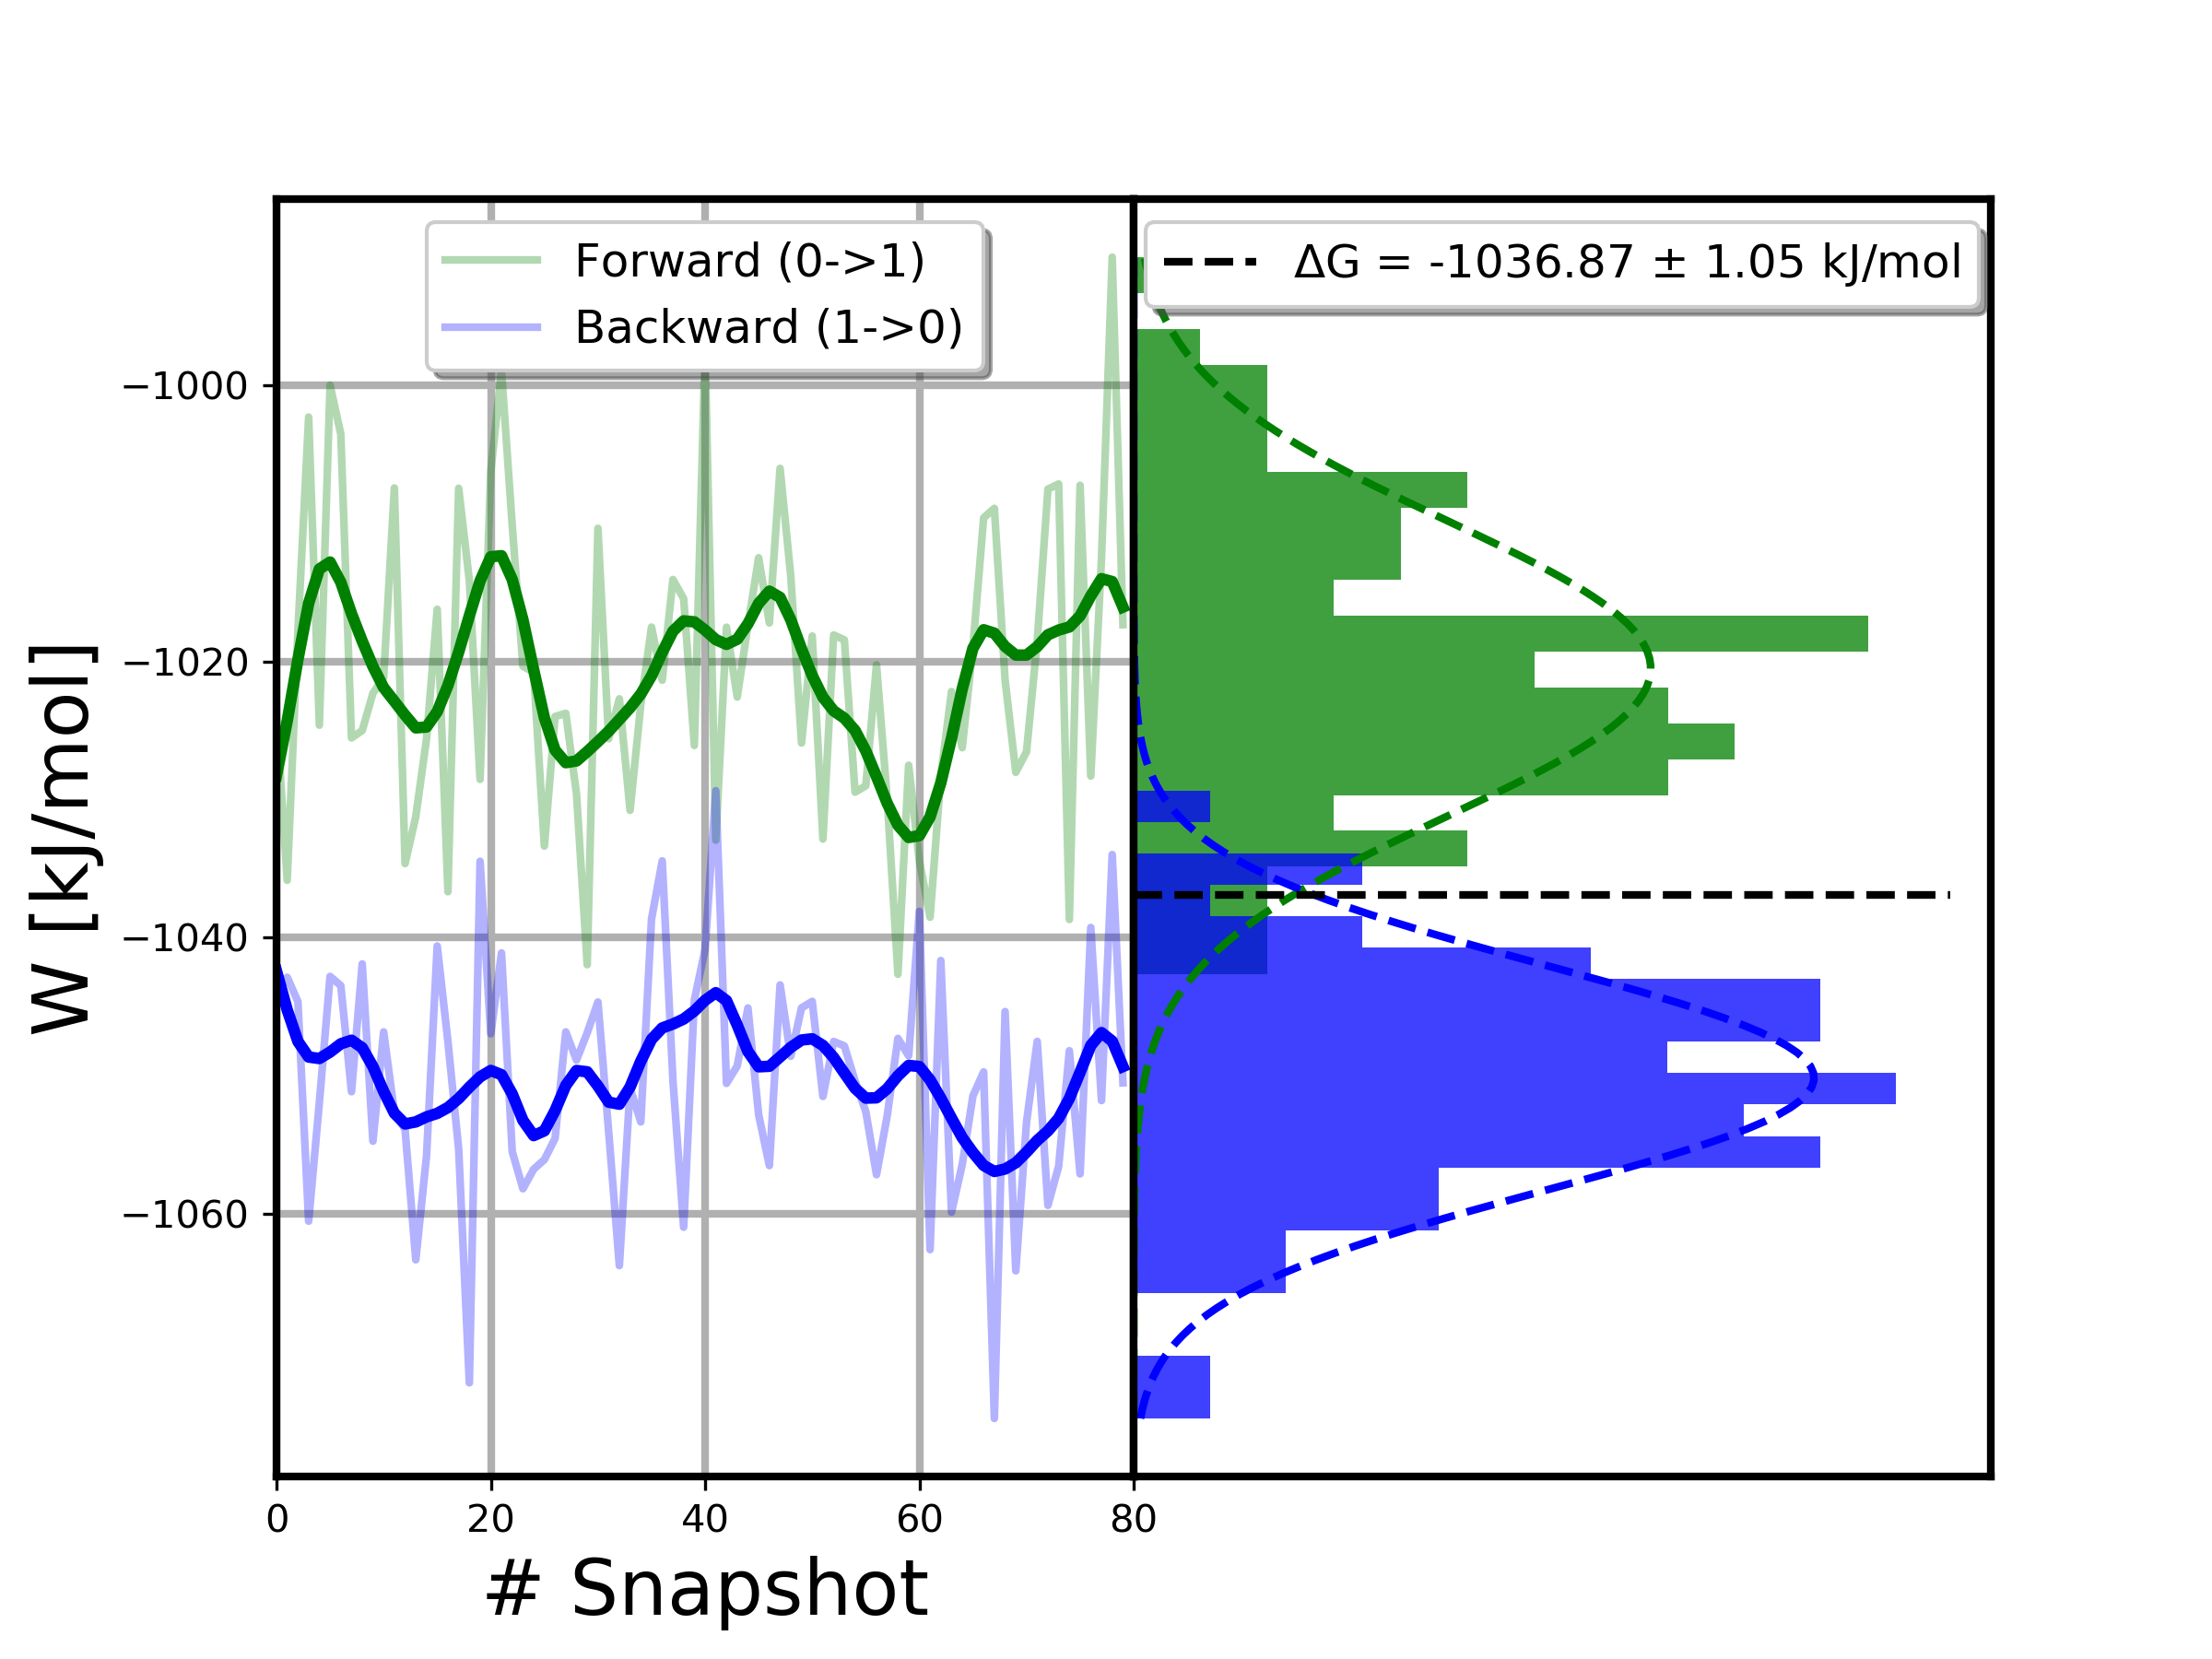 Forward (0->1)
Backward (1->0)
ΔG = -1036.87 ± 1.05 kJ/mol
W [kJ/mol]
−1000
−1020
−1040
−1060
0 20 40 60 80
# Snapshot